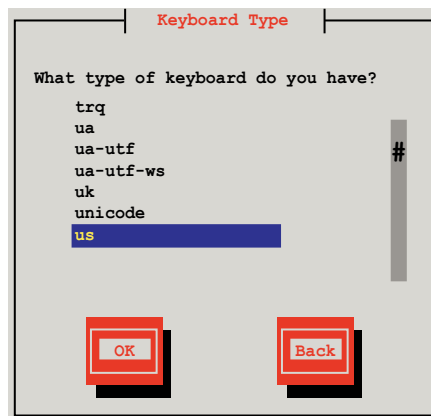 Keyboard Type
What type of keyboard do you have?
trq
ua
ua-utf
ua-utf-ws
uk
unicode
us
#
OK Back